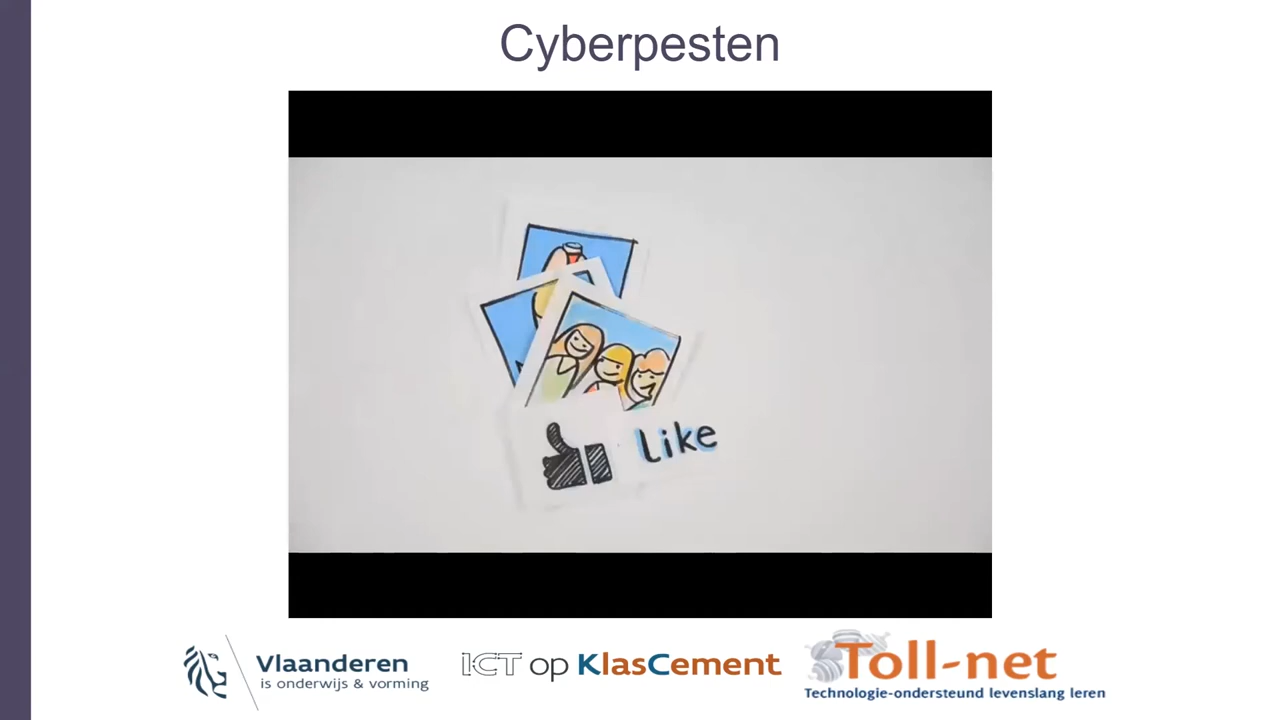 Cyberpesten
Like
Vlaanderen
is onderwijs & vorming
ICT op KlasCement
Toll-net
Technologie-ondersteund levenslang leren